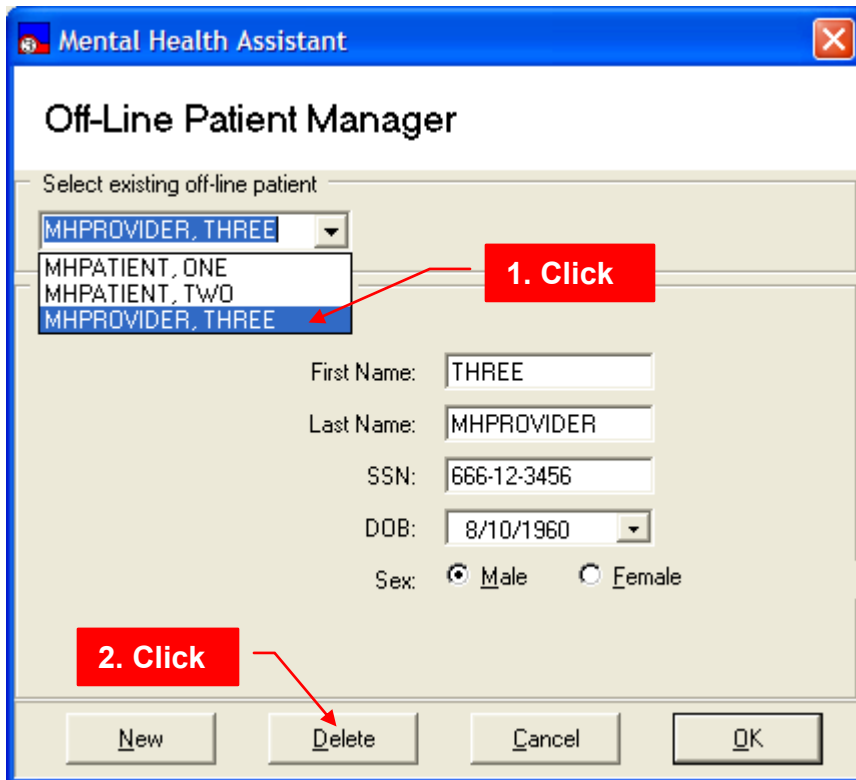 Mental Health Assistant
Off-Line Patient Manager
Select existing off-line patient
MHPROVIDER, THREE
MHPATIENT, ONE
MHPATIENT, TWO
MHPROVIDER, THREE
1. Click
First Name: THREE
Last Name: MHPROVIDER
SSN: 666-12-3456
DOB: 8/10/1960
Sex: Male Female
2. Click
New Delete Cancel OK